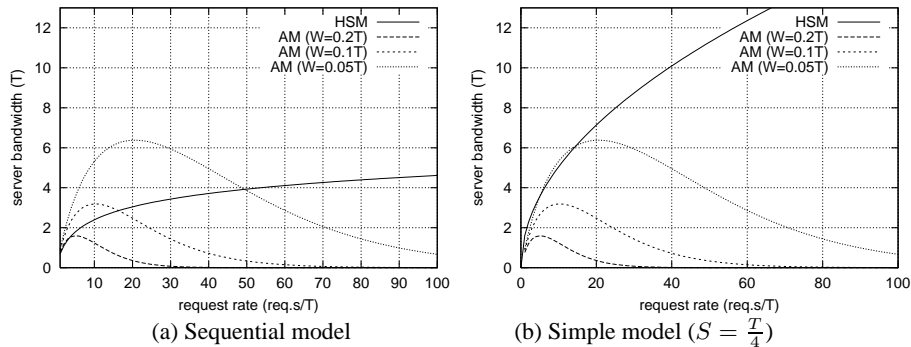 HSM
AM (W=0.2T)
AM (W=0.1T)
AM (W=0.05T)
server bandwidth (T)
12
10
8
6
4
2
0
10 20 30 40 50 60 70 80 90 100
request rate (req.s/T)
(a) Sequential model
HSM
AM (W=0.2T)
AM (W=0.1T)
AM (W=0.05T)
server bandwidth (T)
12
10
8
6
4
2
0
0 20 40 60 80 100
request rate (req.s/T)
(b) Simple model (S = T/4)